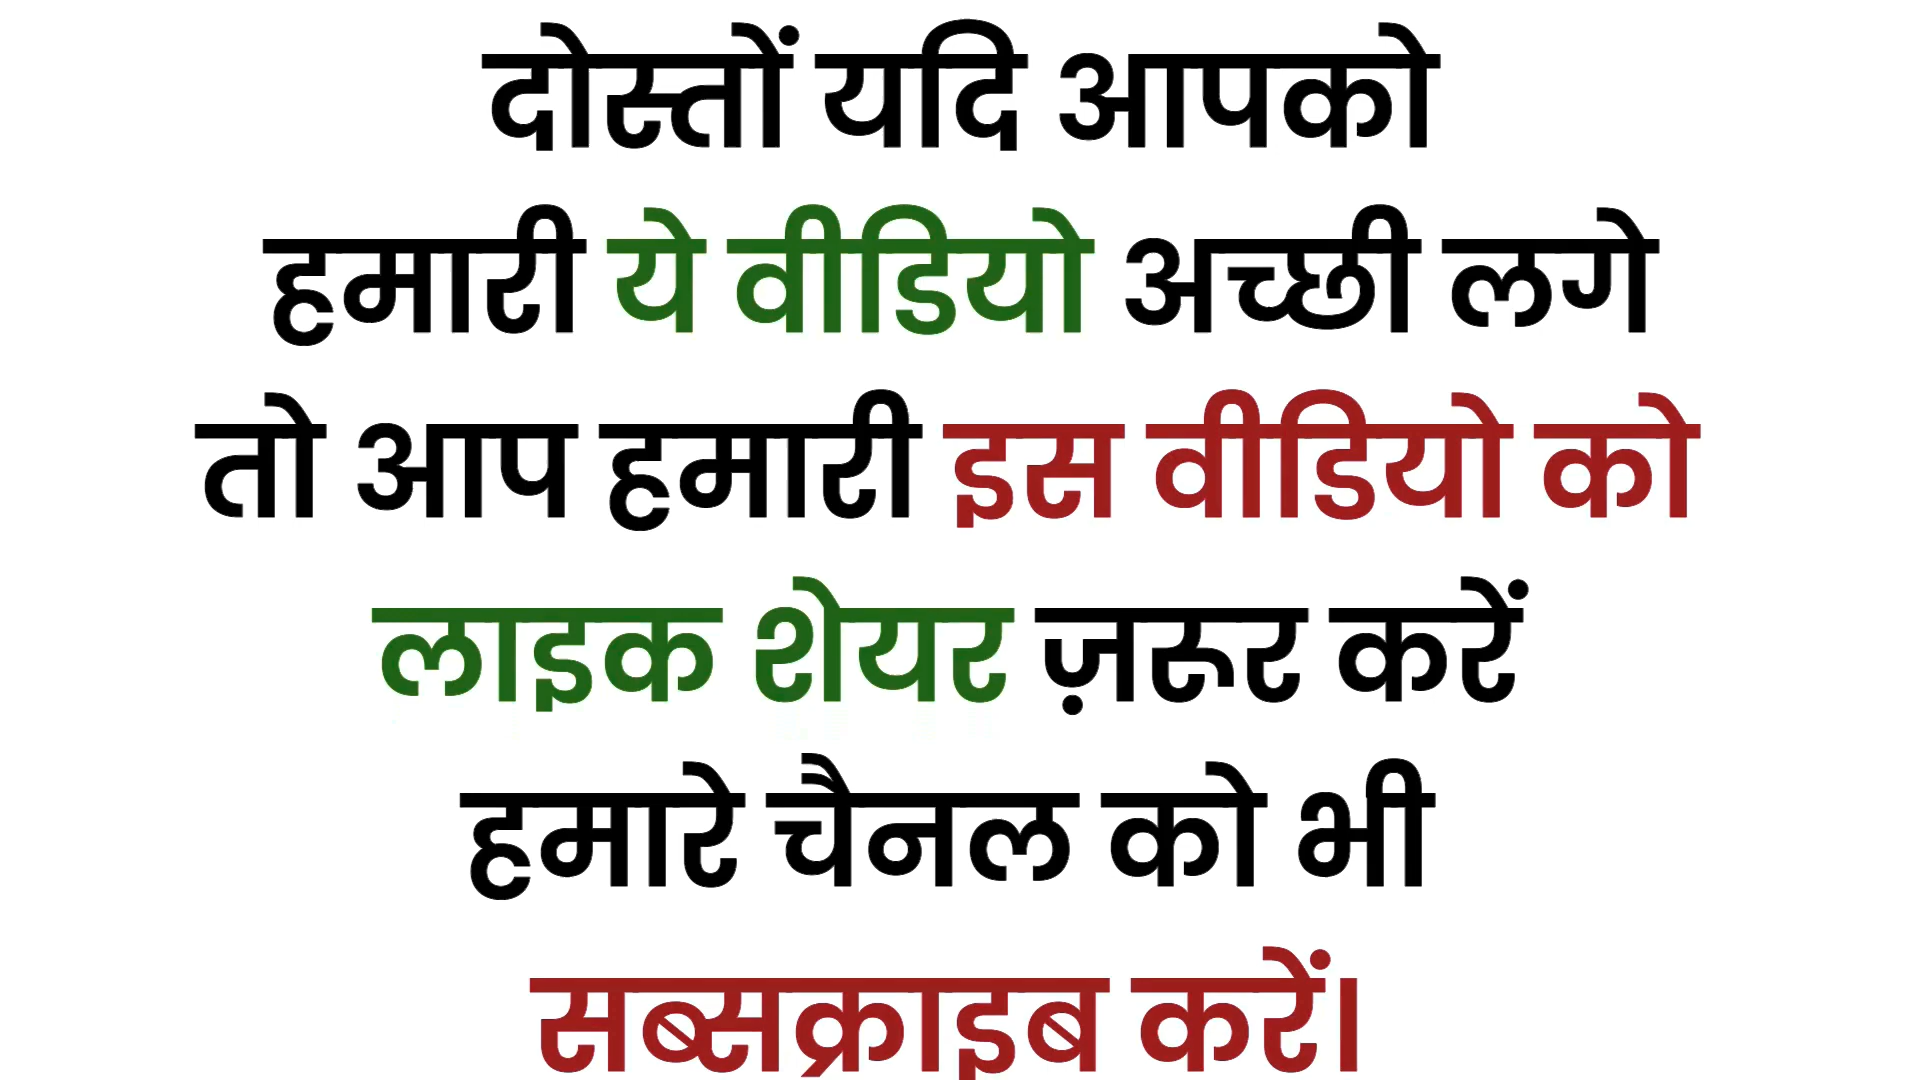 दोस्तों यदि आपको
हमारी ये वीडियो अच्छी लगे
तो आप हमारी इस वीडियो को
लाइक शेयर ज़रूर करें
हमारे चैनल को भी
सब्सक्राइब करें।